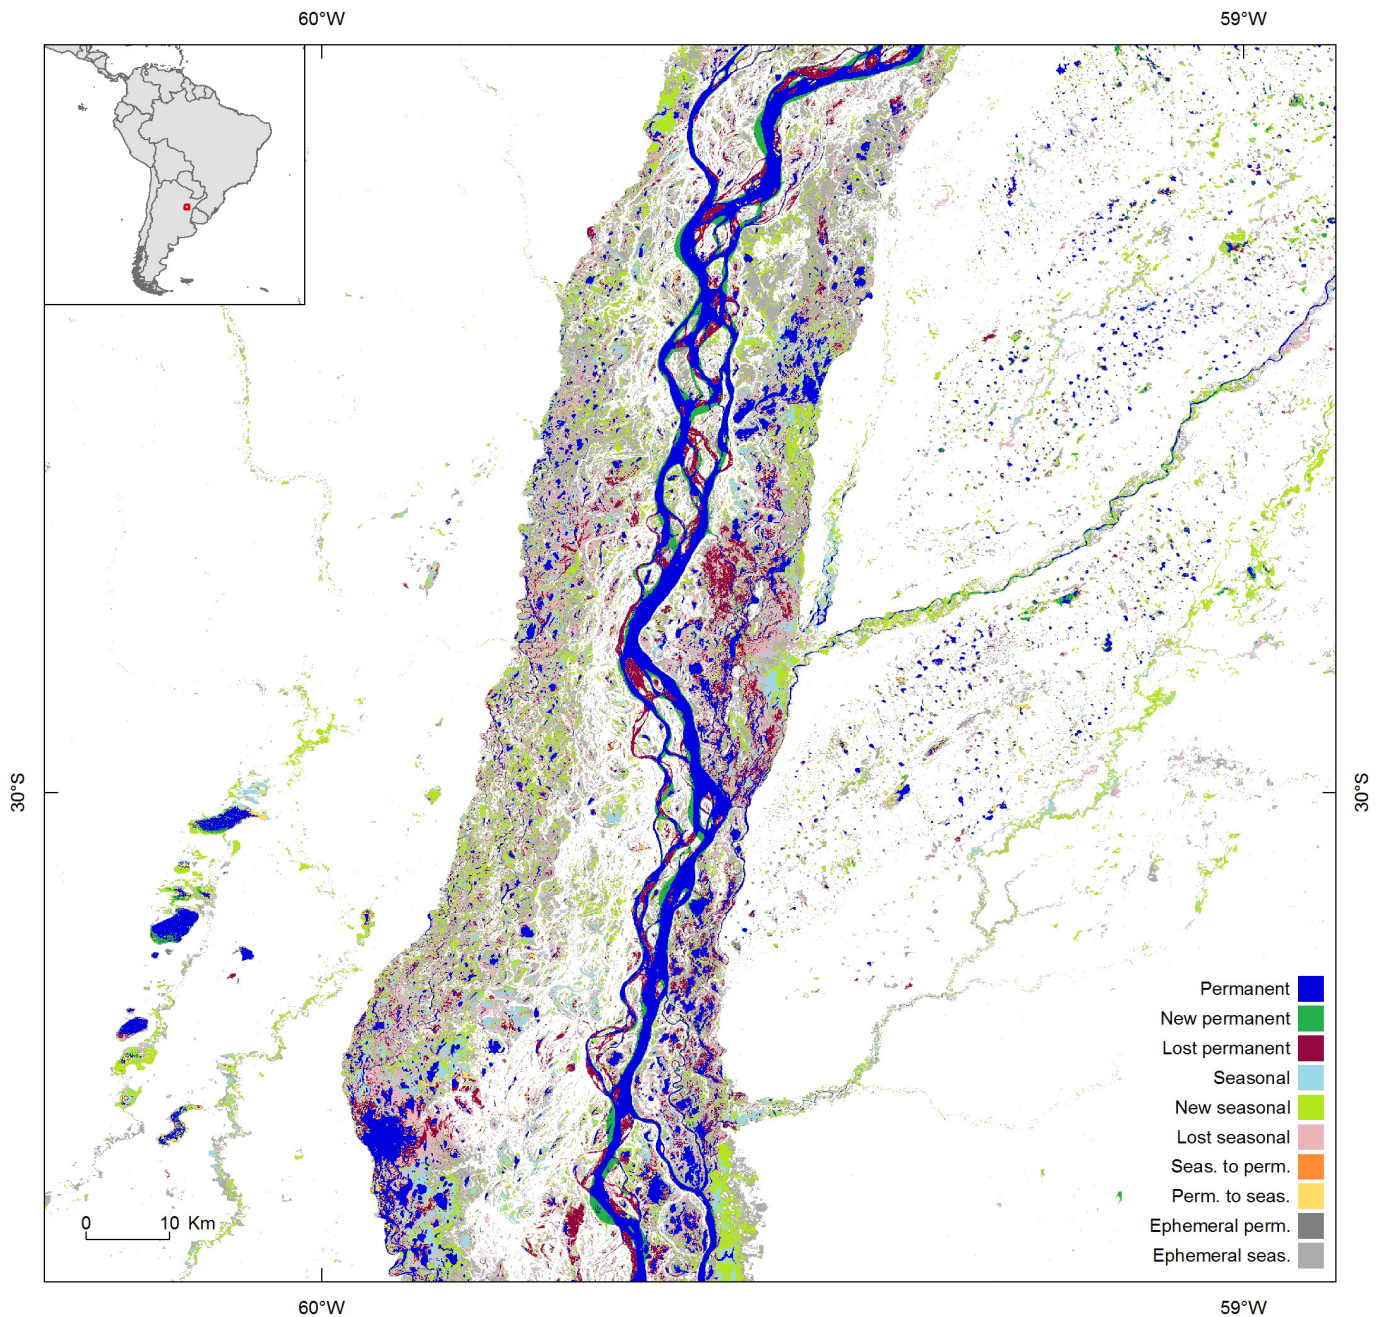 60°W 59°W
30°S 30°S
Permanent
New permanent
Lost permanent
Seasonal
New seasonal
Lost seasonal
Seas. to perm.
Perm. to seas.
Ephemeral perm.
Ephemeral seas.
0 10 Km
60°W 59°W